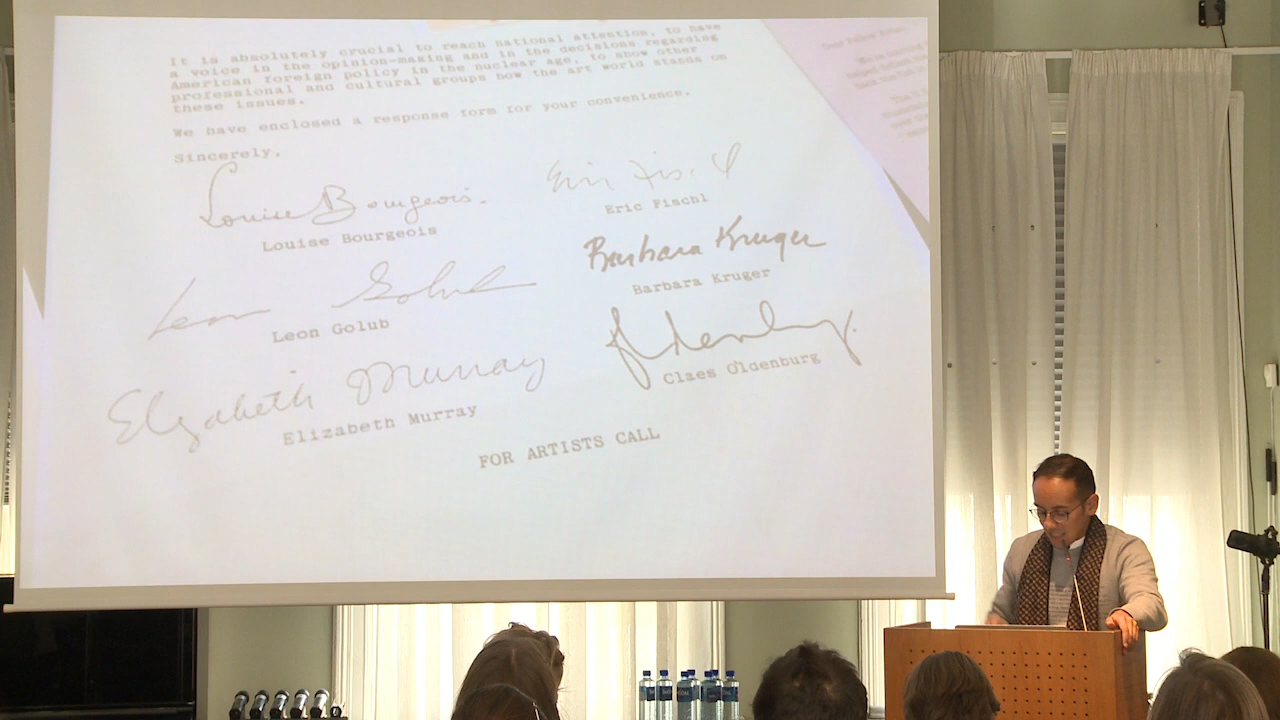 It is absolutely crucial to reach national attention, to have
a voice in the opinion-making and in the decisions regarding
American foreign policy in the nuclear age, to show other
professional and cultural groups how the art world stands on
these issues.
We have enclosed a response form for your convenience.
Sincerely,
Louise Bourgeois.
Louise Bourgeois
Eric Fischl
Eric Fischl
Leon Golub
Leon Golub
Barbara Kruger
Barbara Kruger
Elizabeth Murray
Elizabeth Murray
Oldenburg
Claes Oldenburg
FOR ARTISTS CALL